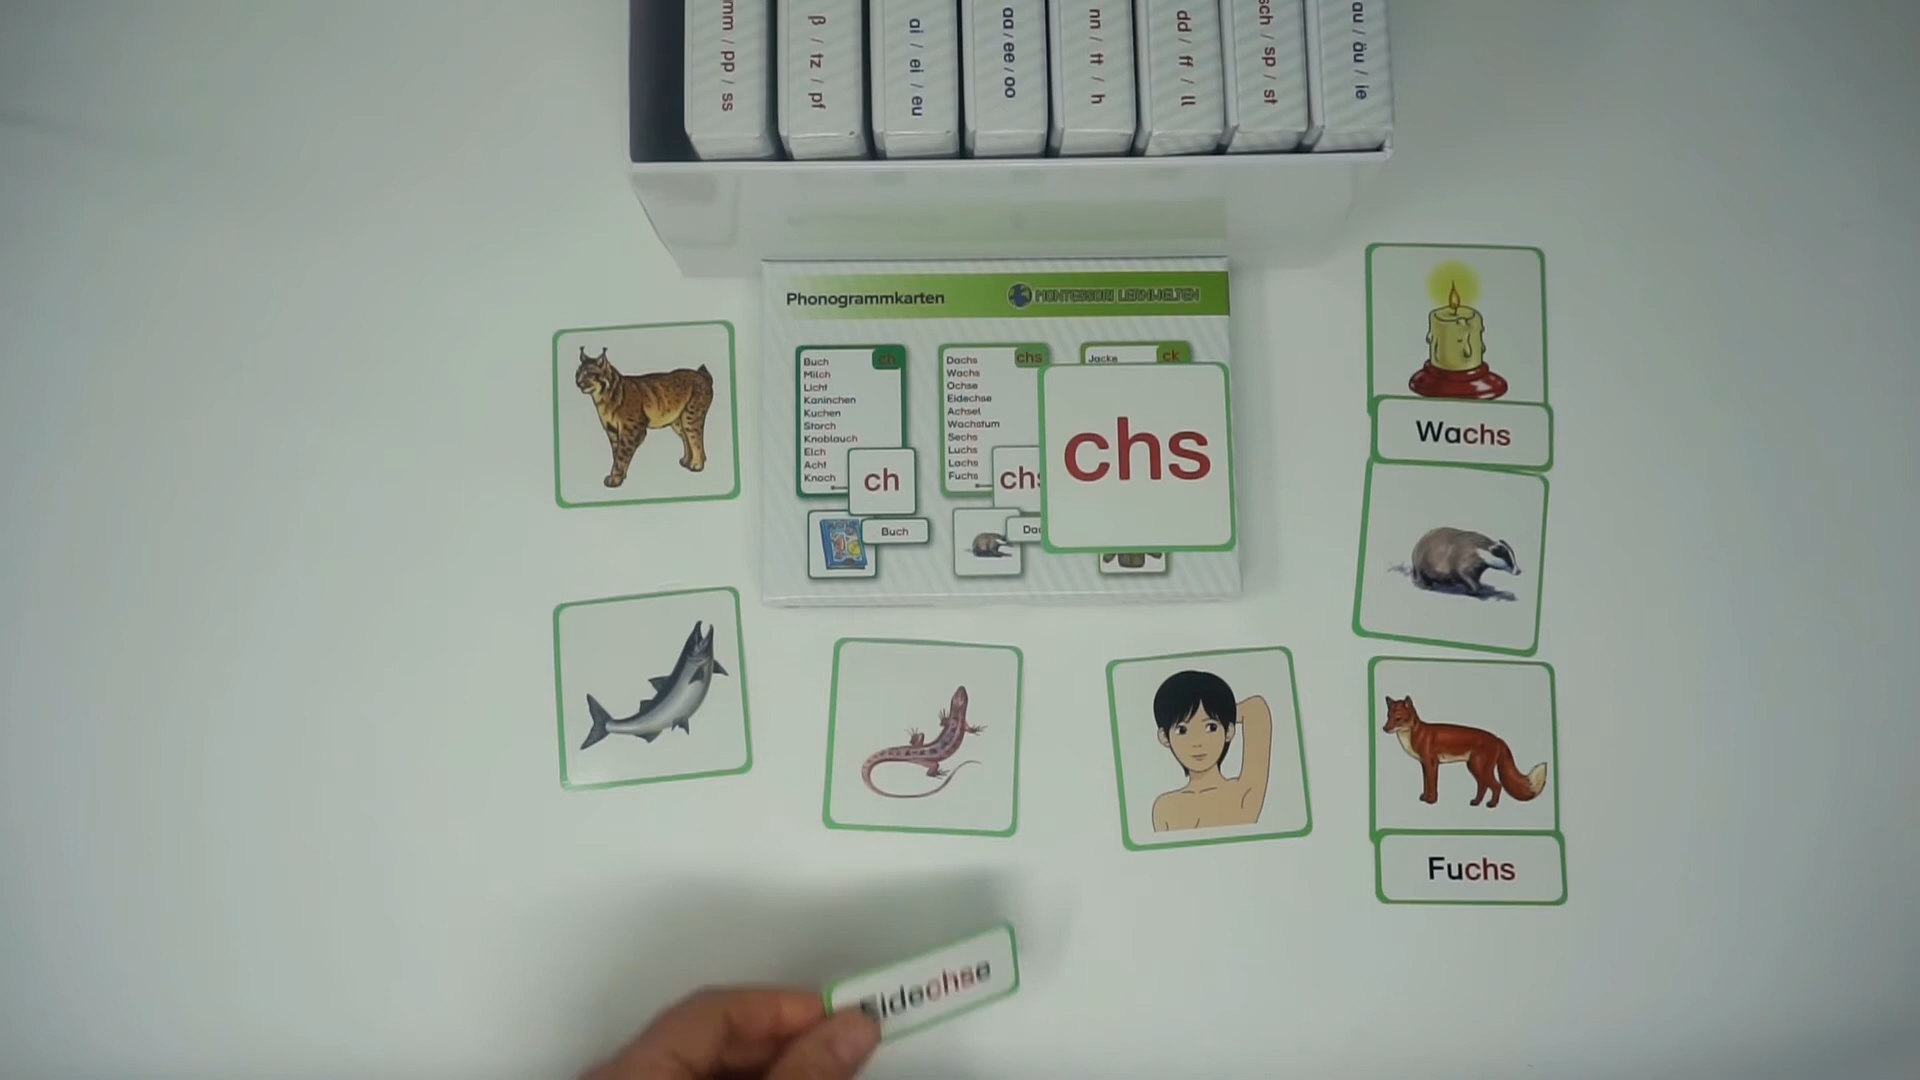 mm / pp / ss
β / tz / pf
ai / ei / eu
aa / ee / oo
nn / tt / h
dd / ff / ll
sch / sp / st
au / äu / ie
Phonogrammkarten
MONTESSORI LERNWELTEN
ch
Buch
Milch
Licht
Kaninchen
Kuchen
Storch
Knoblauch
Elch
Acht
Knoch
ch
Buch
chs
Dachs
Wachs
Ochse
Eidechse
Achsel
Wachstum
Sechs
Luchs
Lachs
Fuchs
chs
Da
ck
Jacke
chs
Wachs
Fuchs
Eidechse